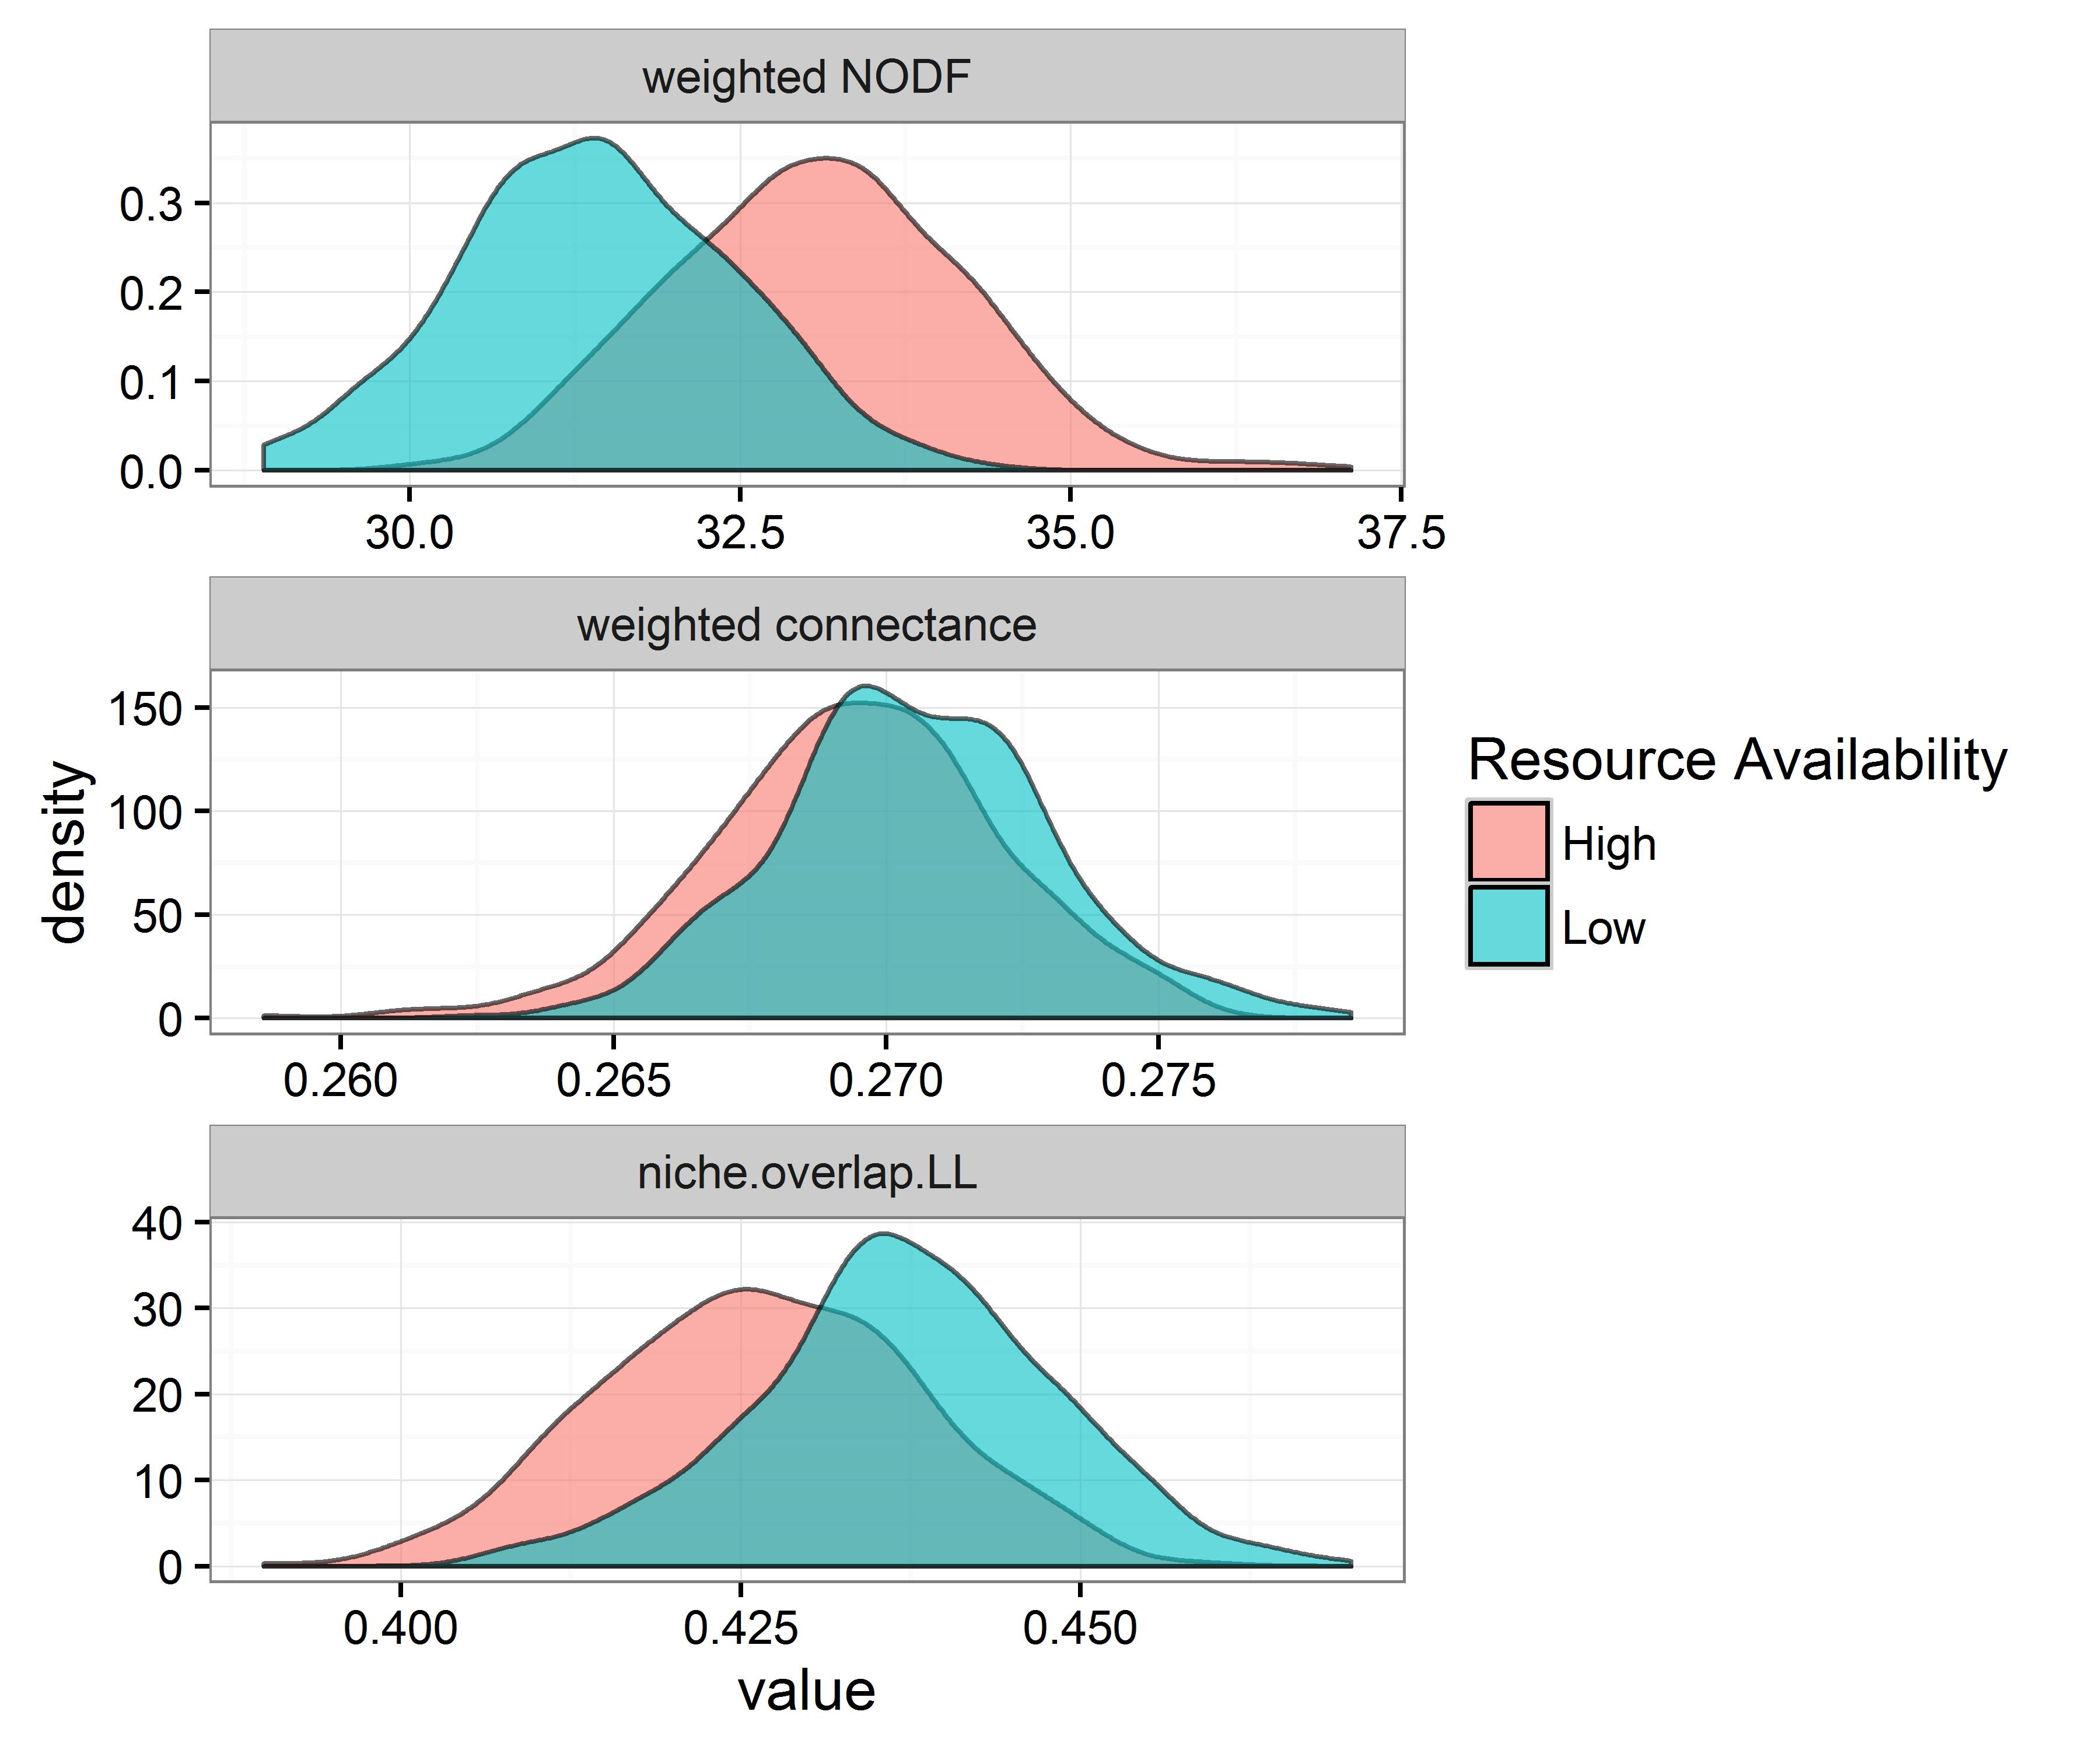 weighted NODF
0.3
0.2
0.1
0.0
30.0 32.5 35.0 37.5
weighted connectance
150
100
50
0
0.260 0.265 0.270 0.275
density
niche.overlap.LL
40
30
20
10
0
0.400 0.425 0.450
value
Resource Availability
High
Low